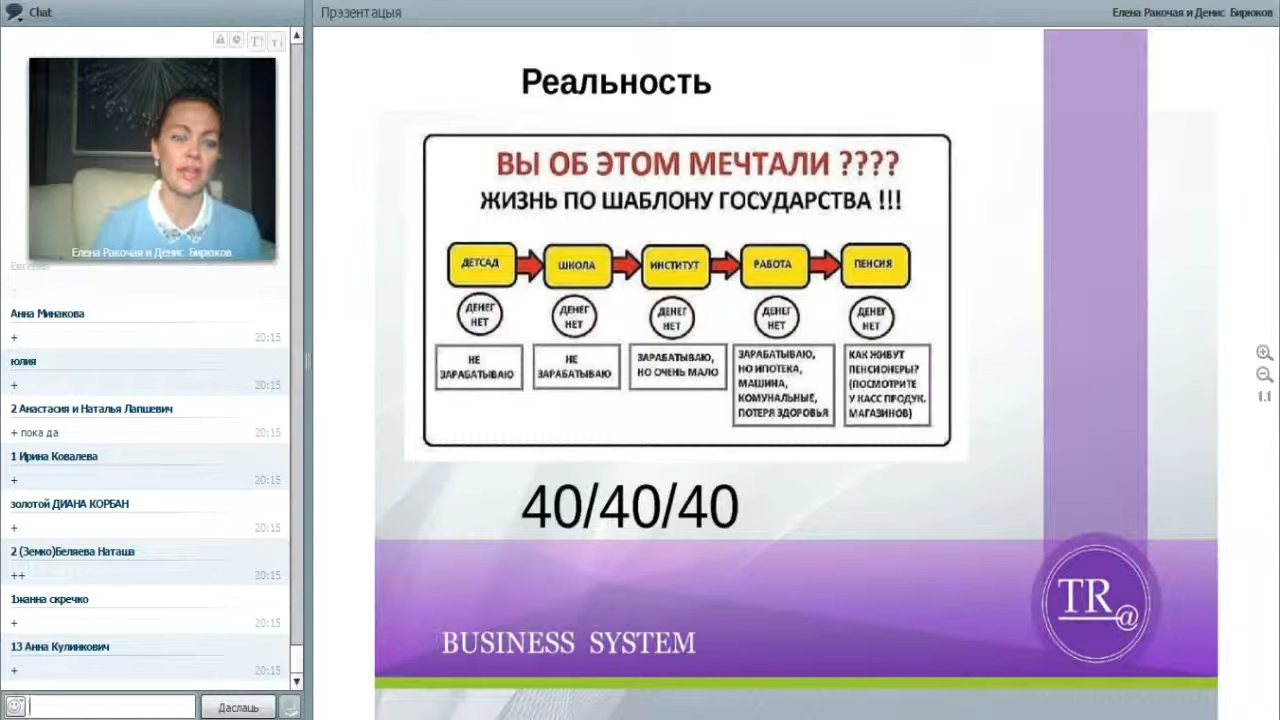 Chat
Елена Ракочая и Денис Бирюков
Евгение
Анна Минакова
+ 20:15
юлия
+ 20:15
2 Анастасия и Наталья Лапшевич
+ пока да 20:15
1 Ирина Ковалева
+ 20:15
золотой ДИАНА КОРБАН
+ 20:15
2 (Земко)Беляева Наташа
++ 20:15
1жанна скречко
+ 20:15
13 Анна Кулинкович
+ 20:15
Даслаць
Прэзентацыя
Елена Ракочая и Денис Бирюков
Реальность
ВЫ ОБ ЭТОМ МЕЧТАЛИ ????
ЖИЗНЬ ПО ШАБЛОНУ ГОСУДАРСТВА !!!
ДЕТСАД
ШКОЛА
ИНСТИТУТ
РАБОТА
ПЕНСИЯ
ДЕНЕГ
НЕТ
ДЕНЕГ
НЕТ
ДЕНЕГ
НЕТ
ДЕНЕГ
НЕТ
ДЕНЕГ
НЕТ
НЕ
ЗАРАБАТЫВАЮ
НЕ
ЗАРАБАТЫВАЮ
ЗАРАБАТЫВАЮ,
НО ОЧЕНЬ МАЛО
ЗАРАБАТЫВАЮ,
НО ИПОТЕКА,
МАШИНА,
КОМУНАЛЬНЫЕ,
ПОТЕРЯ ЗДОРОВЬЯ
КАК ЖИВУТ
ПЕНСИОНЕРЫ?
(ПОСМОТРИТЕ
У КАСС ПРОДУК.
МАГАЗИНОВ)
40/40/40
BUSINESS SYSTEM
TR@
1:1